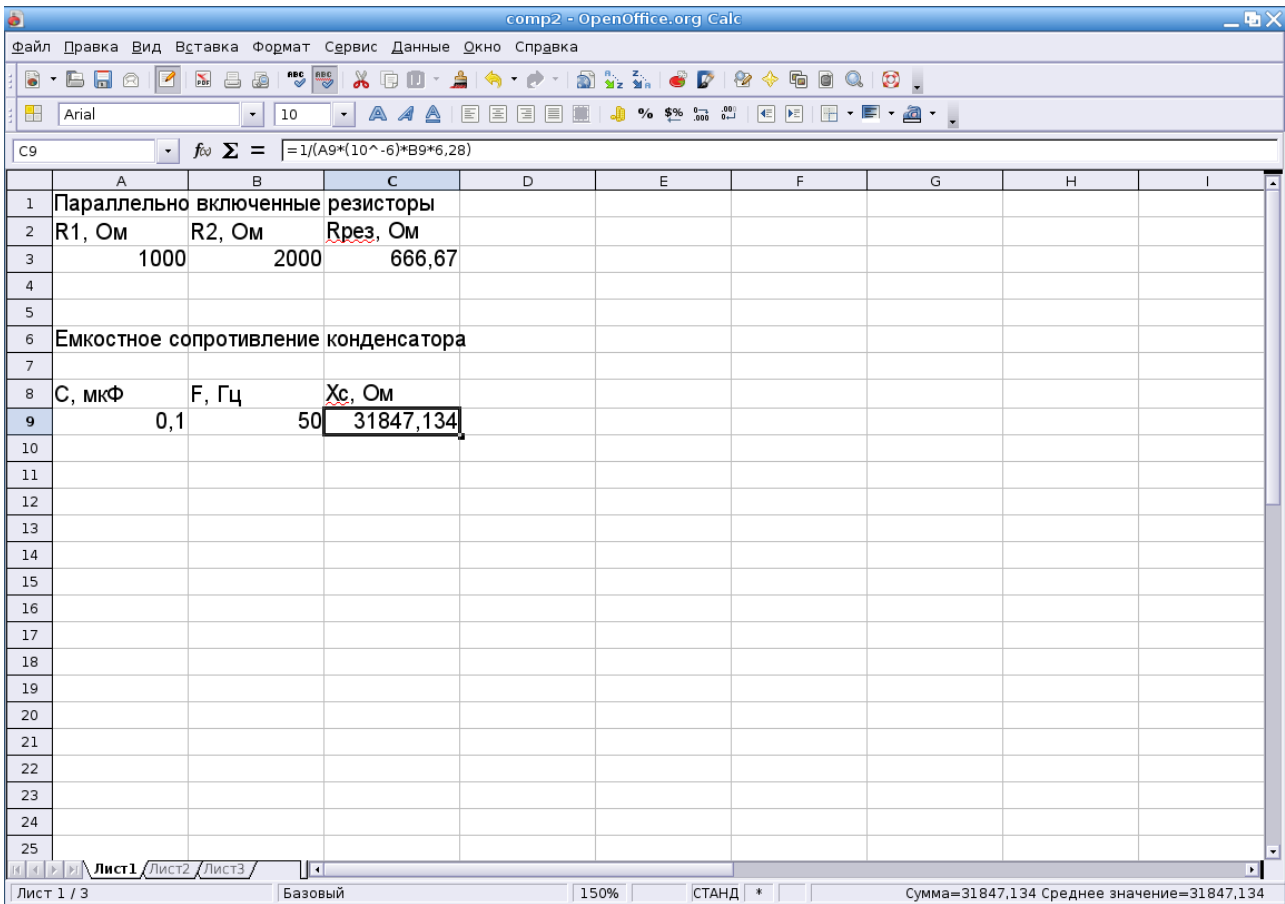 comp2 - OpenOffice.org Calc
Файл Правка Вид Вставка Формат Сервис Данные Окно Справка
Arial 10
C9 =1/(A9*(10^-6)*B9*6,28)
A B C D E F G H I
1 Параллельно включенные резисторы
2 R1, Ом R2, Ом Rрез, Ом
3 1000 2000 666,67
4
5
6 Емкостное сопротивление конденсатора
7
8 С, мкФ F, Гц Хс, Ом
9 0,1 50 31847,134
10
11
12
13
14
15
16
17
18
19
20
21
22
23
24
25
Лист1 Лист2 Лист3
Лист 1 / 3 Базовый 150% СТАНД * Сумма=31847,134 Среднее значение=31847,134